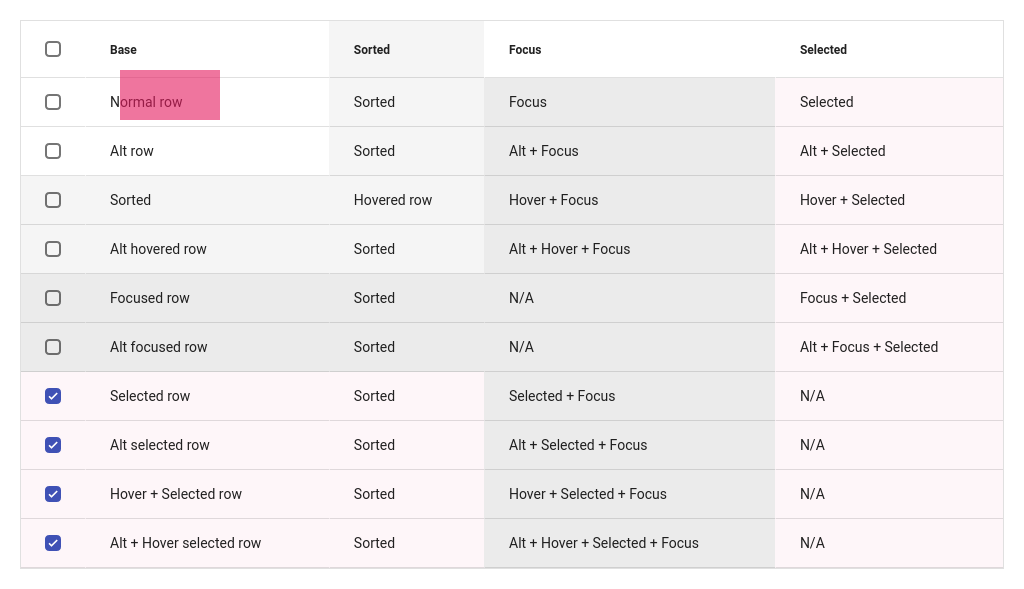 Base Sorted Focus Selected
Normal row Sorted Focus Selected
Alt row Sorted Alt + Focus Alt + Selected
Sorted Hovered row Hover + Focus Hover + Selected
Alt hovered row Sorted Alt + Hover + Focus Alt + Hover + Selected
Focused row Sorted N/A Focus + Selected
Alt focused row Sorted N/A Alt + Focus + Selected
Selected row Sorted Selected + Focus N/A
Alt selected row Sorted Alt + Selected + Focus N/A
Hover + Selected row Sorted Hover + Selected + Focus N/A
Alt + Hover selected row Sorted Alt + Hover + Selected + Focus N/A